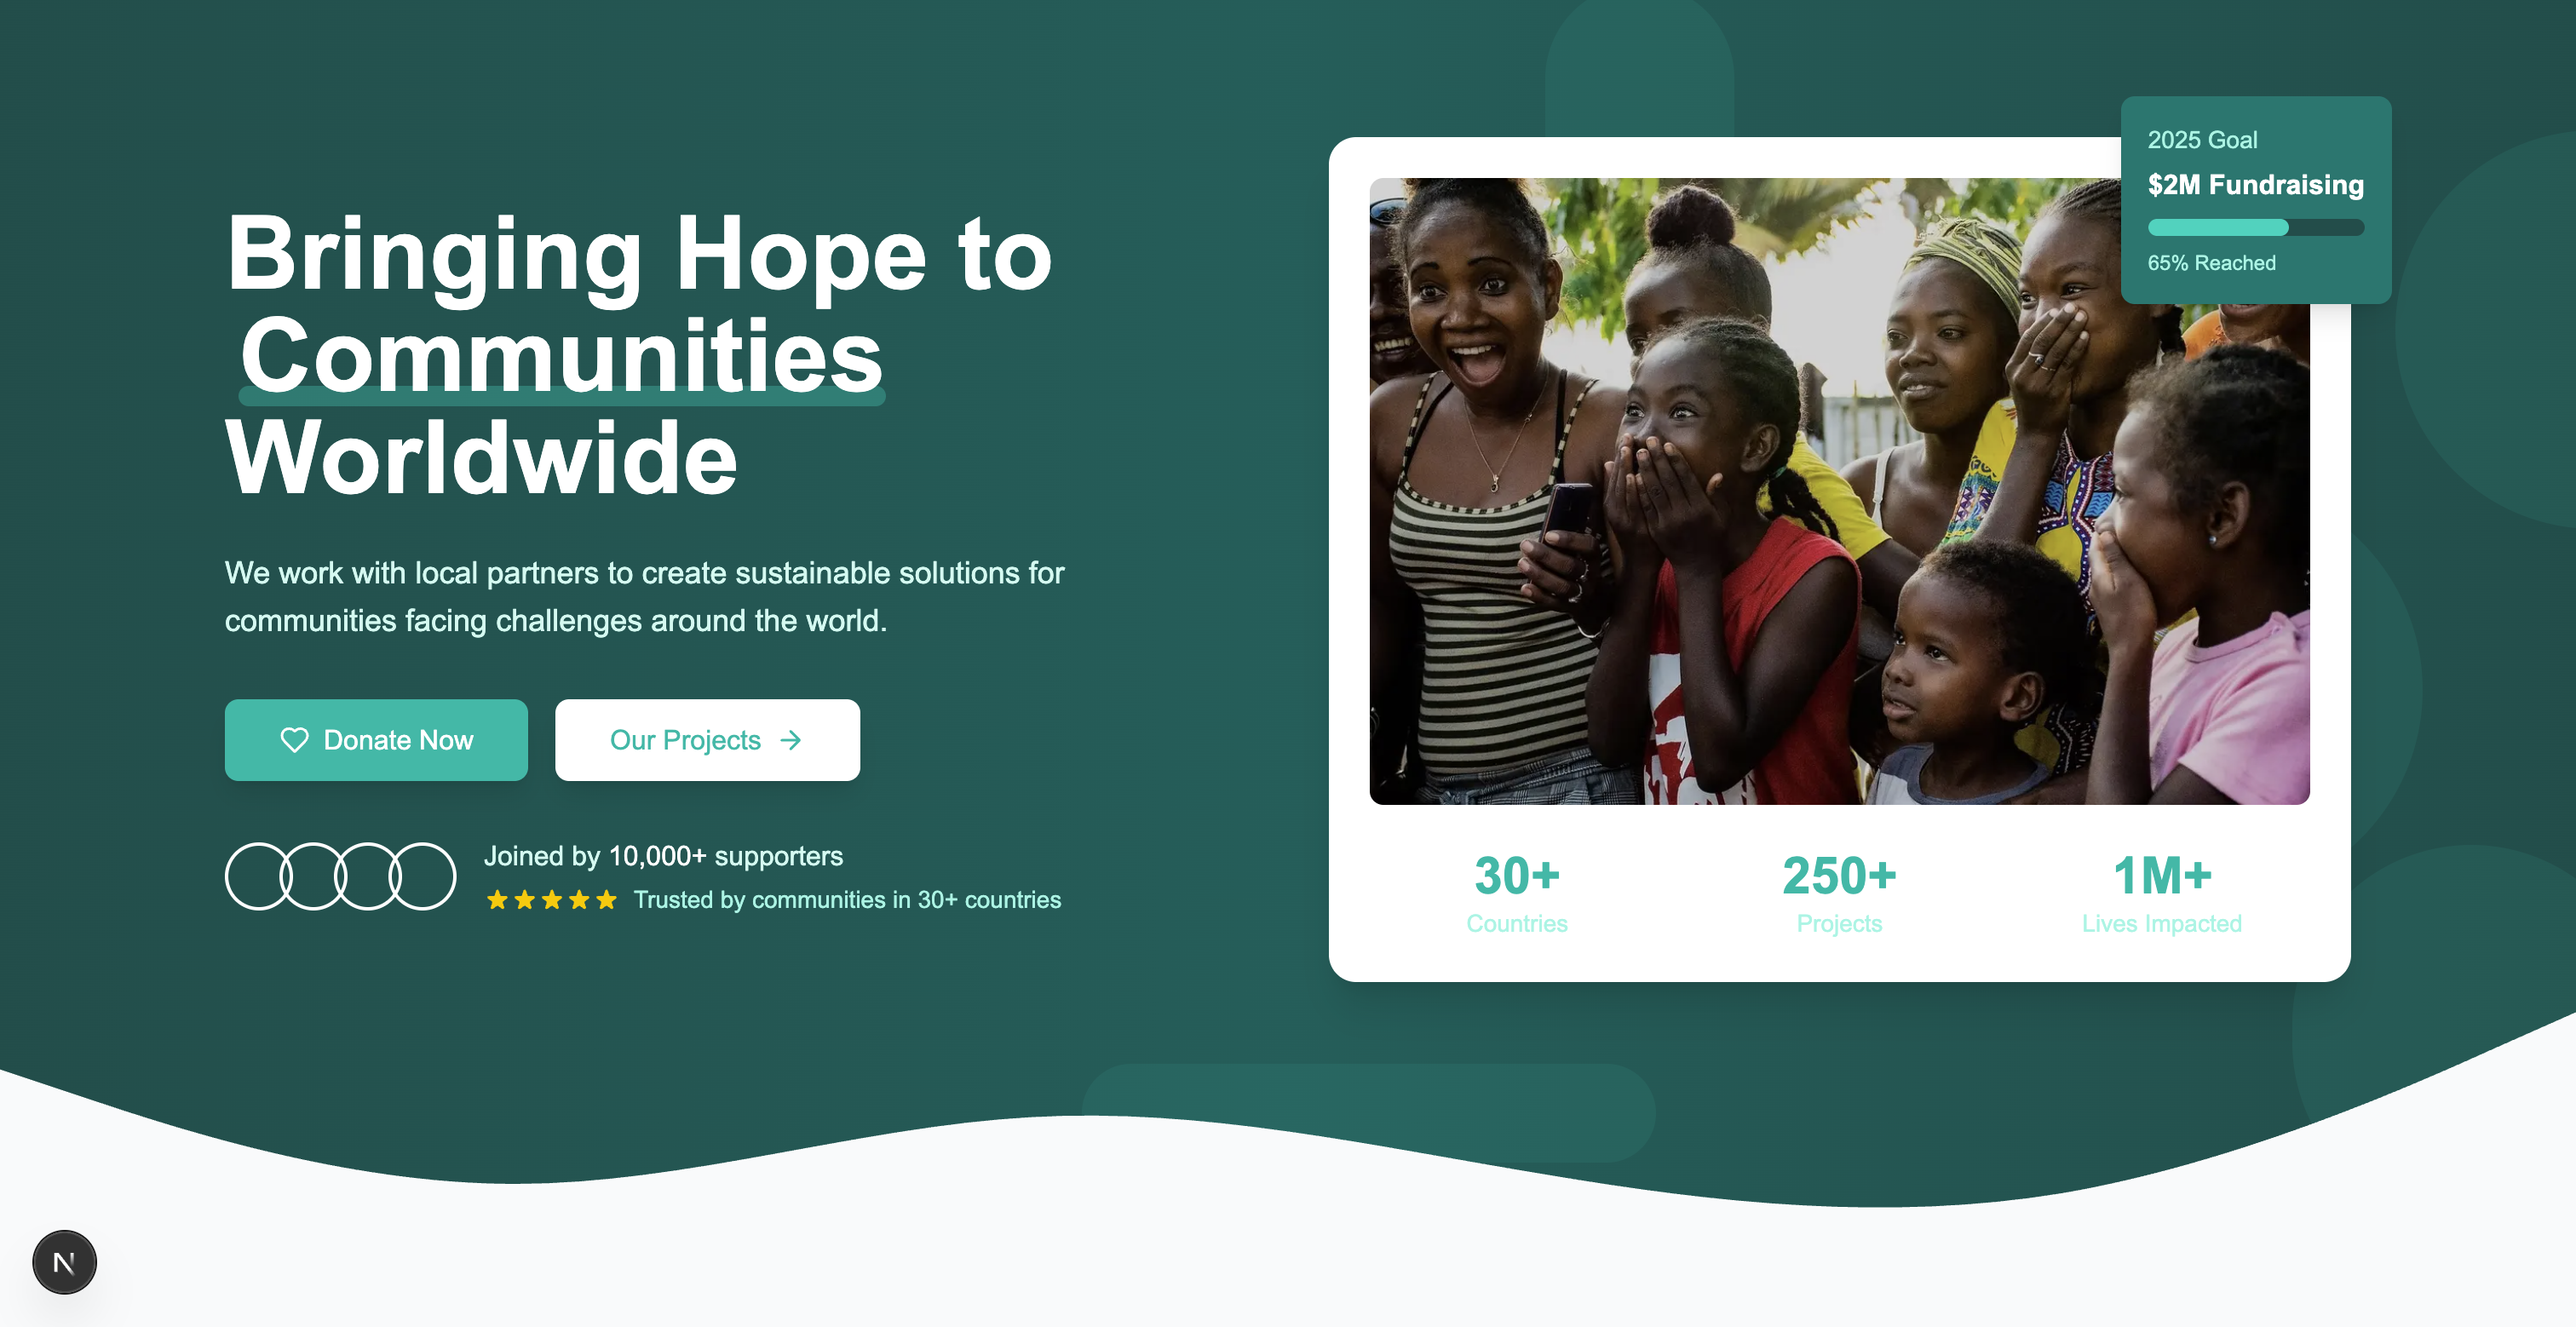 Bringing Hope to
Communities
Worldwide
We work with local partners to create sustainable solutions for
communities facing challenges around the world.
Donate Now
Our Projects
Joined by 10,000+ supporters
Trusted by communities in 30+ countries
2025 Goal
$2M Fundraising
65% Reached
30+
Countries
250+
Projects
1M+
Lives Impacted
N